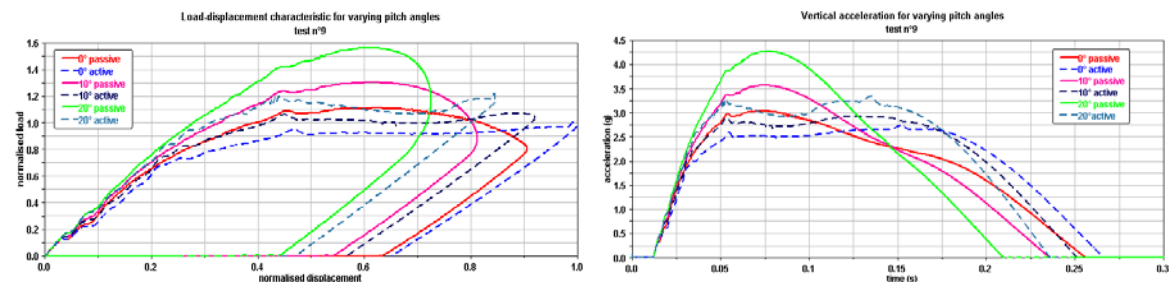 Load-displacement characteristic for varying pitch angles
test n°9
normalised load
1.6
1.4
1.2
1.0
0.8
0.6
0.4
0.2
0.0
0° passive
0° active
10° passive
10° active
20° passive
20° active
0.0 0.2 0.4 0.6 0.8 1.0
normalised displacement
Vertical acceleration for varying pitch angles
test n°9
acceleration (g)
4.5
4.0
3.5
3.0
2.5
2.0
1.5
1.0
0.5
0.0
0° passive
0° active
10° passive
10° active
20° passive
20° active
0.0 0.05 0.1 0.15 0.2 0.25 0.3
time (s)